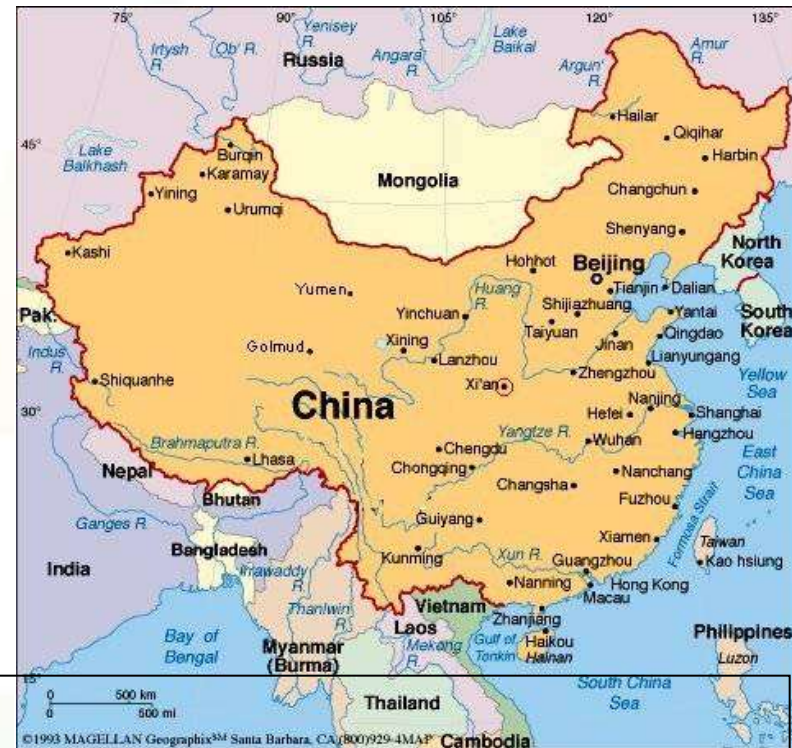 75°
90°
105°
120°
135°
Irtysh
R.
Ob' R.
Yenisey
R.
Angara
R.
Lake
Baikal
Russia
Argun'
R.
Amur
R.
45°
Lake
Balkhash
Burqin
Karamay
Yining
Urumqi
Mongolia
Hailar
Qiqihar
Harbin
Changchun
Shenyang
Kashi
Hohhot
Beijing
North
Korea
Yumen
Huang
R.
Tianjin
Dalian
Pak.
Yinchuan
Shijiazhuang
Yantai
South
Korea
Taiyuan
Golmud
Xining
Jinan
Qingdao
Indus
R.
Lanzhou
Lianyungang
Shiquanhe
Xi'an
Zhengzhou
Yellow
Sea
30°
China
Nanjing
Hefei
Shanghai
Brahmaputra R.
Yangtze R.
Wuhan
Hangzhou
Lhasa
Chengdu
East
China
Sea
Nepal
Chongqing
Nanchang
Changsha
Bhutan
Fuzhou
Ganges R.
Guiyang
Formosa Strait
Bangladesh
Kunming
Xun R.
Xiamen
Taiwan
Kao hsiung
India
Irrawaddy
R.
Guangzhou
Nanning
Hong Kong
Macau
Thanlwin
R.
Vietnam
Zhanjiang
Laos
Bay of
Bengal
Myanmar
(Burma)
Mekong
R.
Gulf of
Tonkin
Haikou
Hainan
Philippines
Luzon
15°
0 500 km
0 500 mi
South China
Sea
Thailand
©1993 MAGELLAN Geographix℠ Santa Barbara, CA (800)929-4MAP
Cambodia